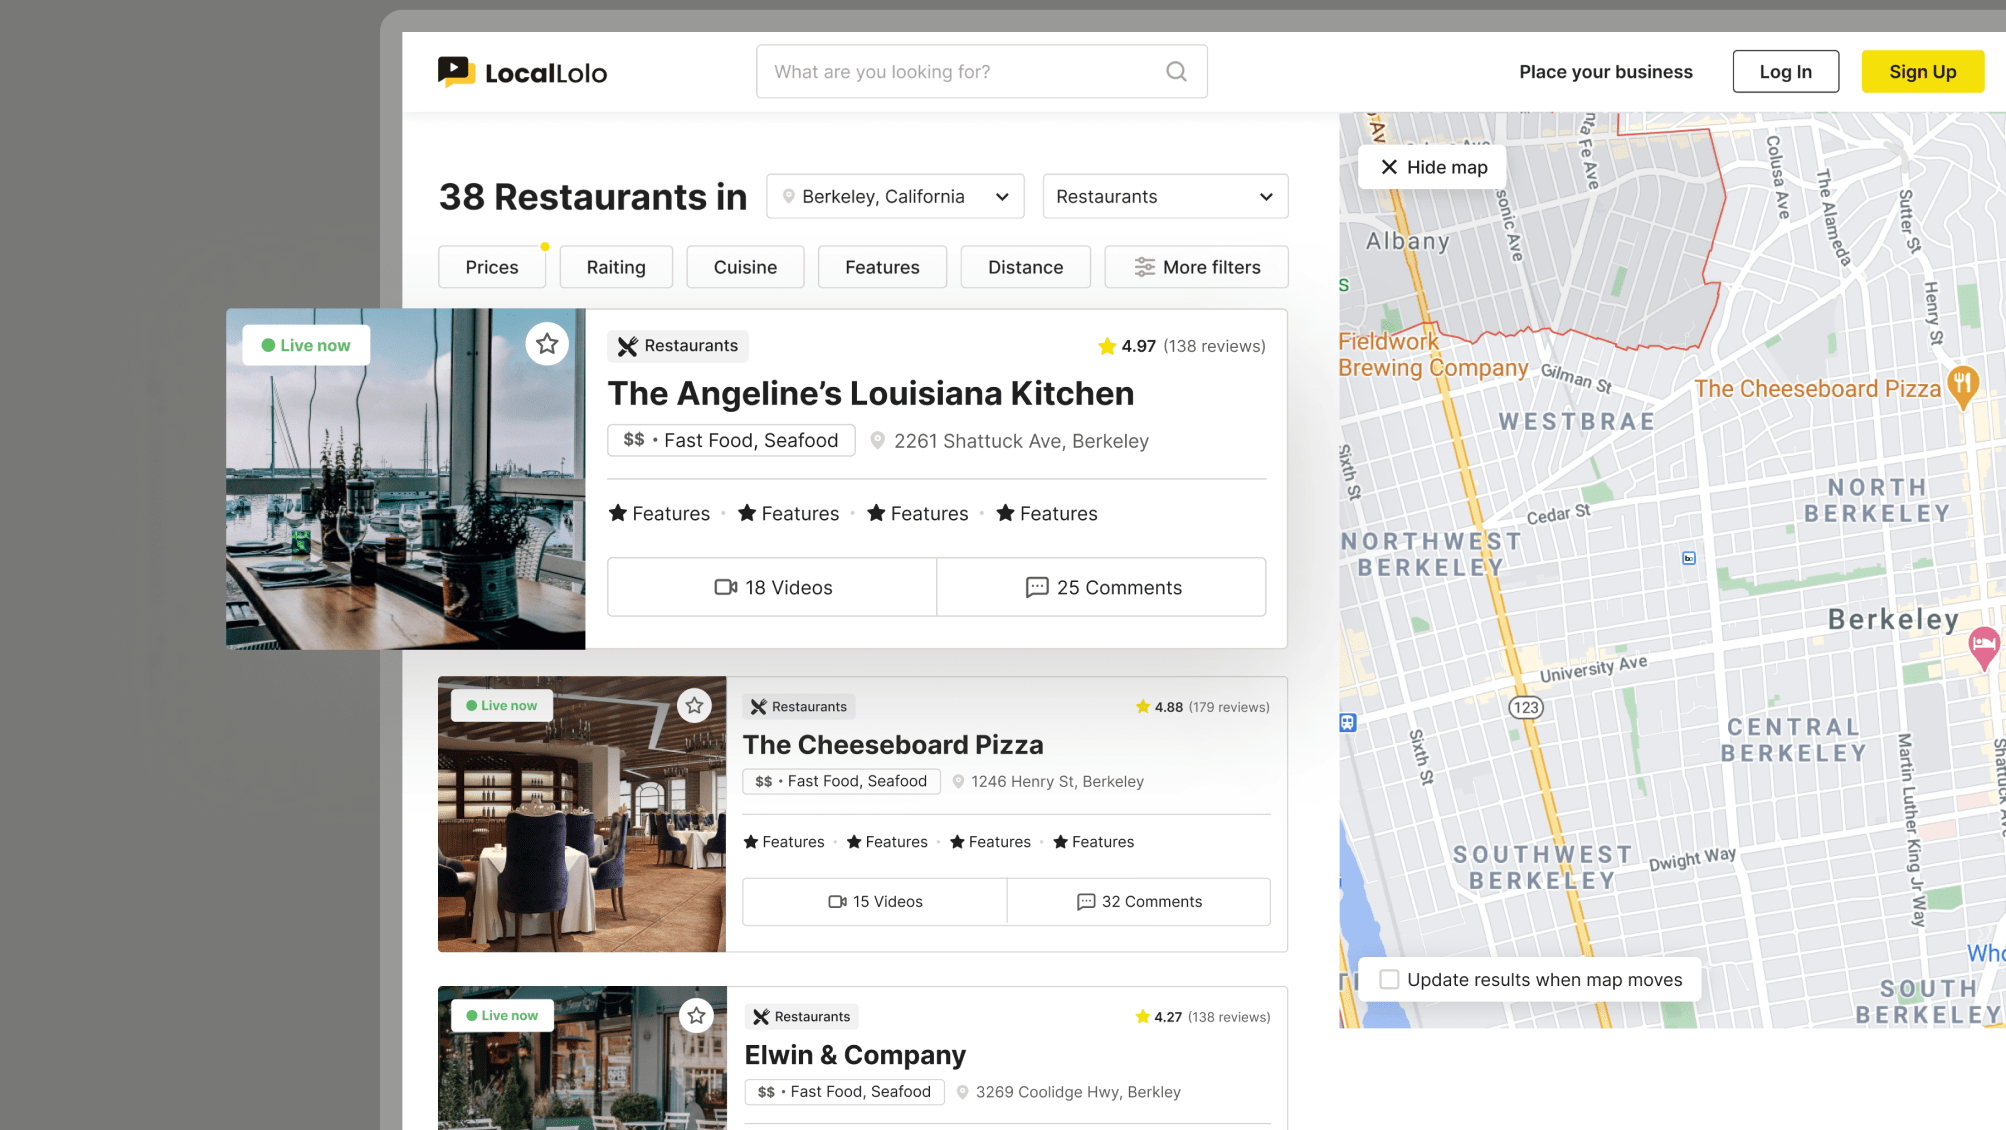 LocalLolo
What are you looking for?
Place your business
Log In
Sign Up
38 Restaurants in
Berkeley, California
Restaurants
Prices
Raiting
Cuisine
Features
Distance
More filters
Live now
Restaurants
4.97 (138 reviews)
The Angeline’s Louisiana Kitchen
$$ • Fast Food, Seafood
2261 Shattuck Ave, Berkeley
Features • Features • Features • Features
18 Videos
25 Comments
Live now
Restaurants
4.88 (179 reviews)
The Cheeseboard Pizza
$$ • Fast Food, Seafood
1246 Henry St, Berkeley
Features • Features • Features • Features
15 Videos
32 Comments
Live now
Restaurants
4.27 (138 reviews)
Elwin & Company
$$ • Fast Food, Seafood
3269 Coolidge Hwy, Berkley
Hide map
Albany
Colusa Ave
The Alameda
Sutter St
Henry St
Fieldwork
Brewing Company
Gilman St
The Cheeseboard Pizza
WESTBRAE
Sixth St
NORTH
BERKELEY
Cedar St
NORTHWEST
BERKELEY
Berkeley
University Ave
123
CENTRAL
BERKELEY
Sixth St
Martin Luther King Jr Way
SOUTHWEST
BERKELEY
Dwight Way
Update results when map moves
SOUTH
BERKELEY